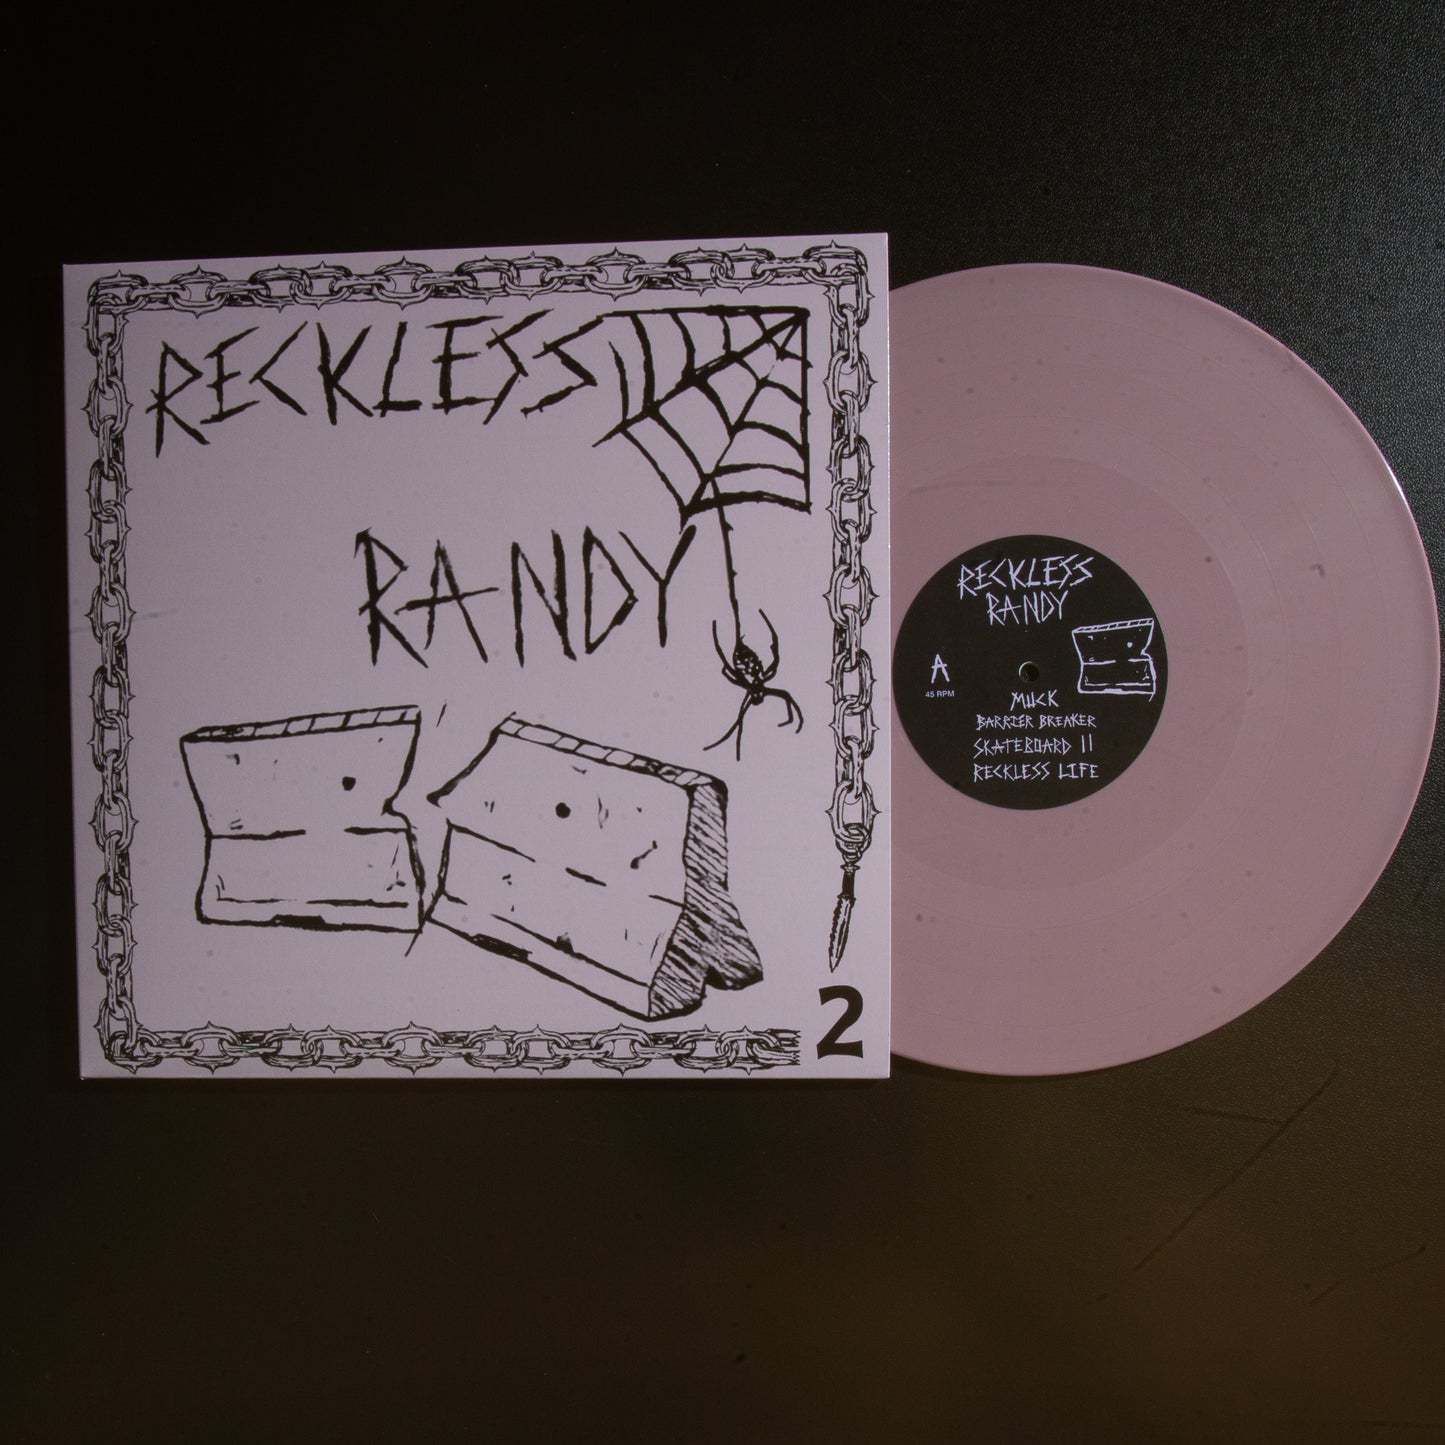 RECKLESS
RANDY
2
RECKLESS
RANDY
A
45 RPM
MUCK
BARRIER BREAKER
SKATEBOARD II
RECKLESS LIFE